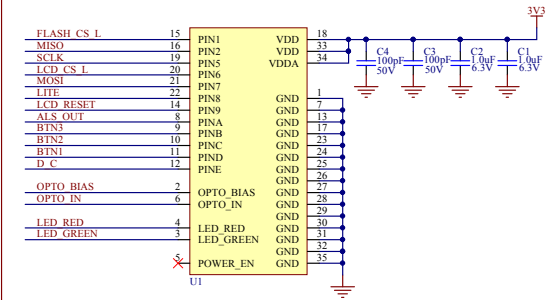 3V3
FLASH_CS_L 15 PIN1 VDD 18
MISO 16 PIN2 VDD 33
SCLK 19 PIN5 VDDA 34
LCD_CS_L 20 PIN6
MOSI 21 PIN7
LITE 22 PIN8 GND 1
LCD_RESET 14 PIN9 GND 7
ALS_OUT 8 PINA GND 13
BTN3 9 PINB GND 17
BTN2 10 PINC GND 23
BTN1 11 PIND GND 24
D_C 12 PINE GND 25
GND 26
OPTO_BIAS 2 OPTO_BIAS GND 27
OPTO_IN 6 OPTO_IN GND 28
GND 29
LED_RED 4 LED_RED GND 30
LED_GREEN 3 LED_GREEN GND 31
GND 32
5 POWER_EN GND 35
U1
C4 100pF 50V
C3 100pF 50V
C2 1.0uF 6.3V
C1 1.0uF 6.3V